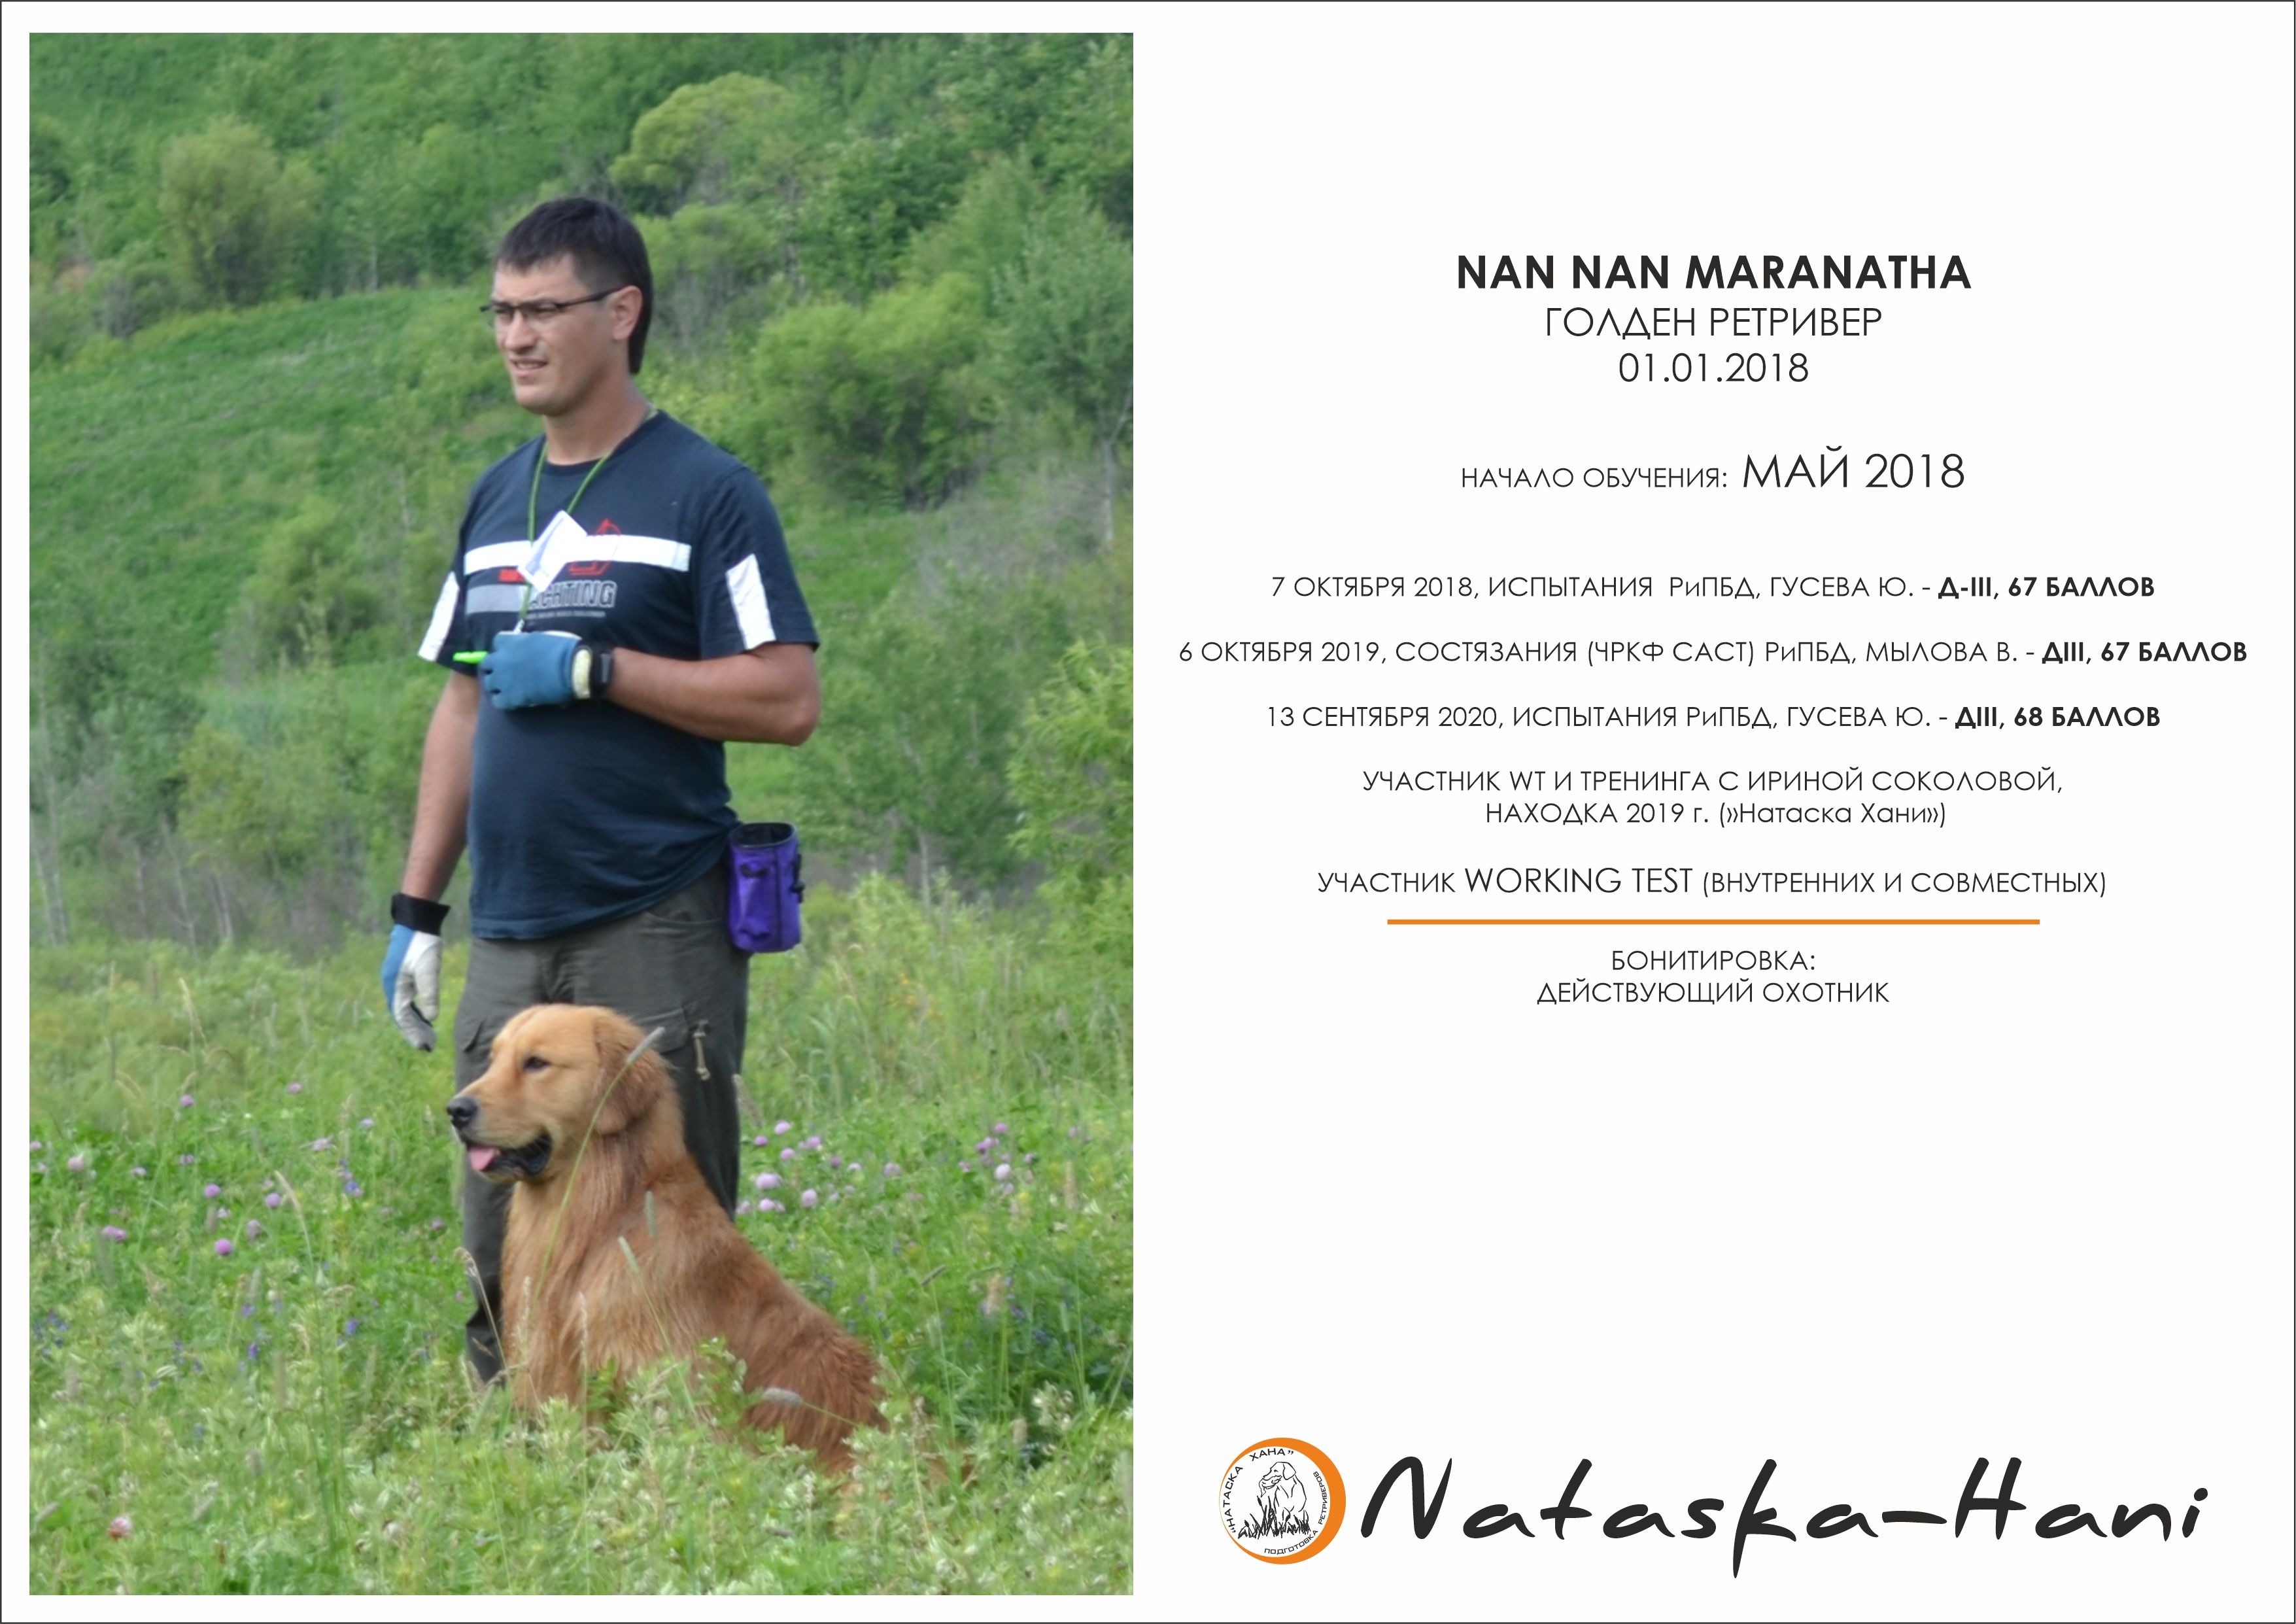 NAN NAN MARANATHA
ГОЛДЕН РЕТРИВЕР
01.01.2018
НАЧАЛО ОБУЧЕНИЯ: МАЙ 2018
7 ОКТЯБРЯ 2018, ИСПЫТАНИЯ РиПБД, ГУСЕВА Ю. - Д-III, 67 БАЛЛОВ
6 ОКТЯБРЯ 2019, СОСТЯЗАНИЯ (ЧРКФ САСТ) РиПБД, МЫЛОВА В. - ДIII, 67 БАЛЛОВ
13 СЕНТЯБРЯ 2020, ИСПЫТАНИЯ РиПБД, ГУСЕВА Ю. - ДIII, 68 БАЛЛОВ
УЧАСТНИК WT И ТРЕНИНГА С ИРИНОЙ СОКОЛОВОЙ,
НАХОДКА 2019 г. (»Натаска Хани»)
УЧАСТНИК WORKING TEST (ВНУТРЕННИХ И СОВМЕСТНЫХ)
БОНИТИРОВКА:
ДЕЙСТВУЮЩИЙ ОХОТНИК
"НАТАСКА ХАНА"
ПОДГОТОВКА РЕТРИВЕРОВ
Nataska-Hani